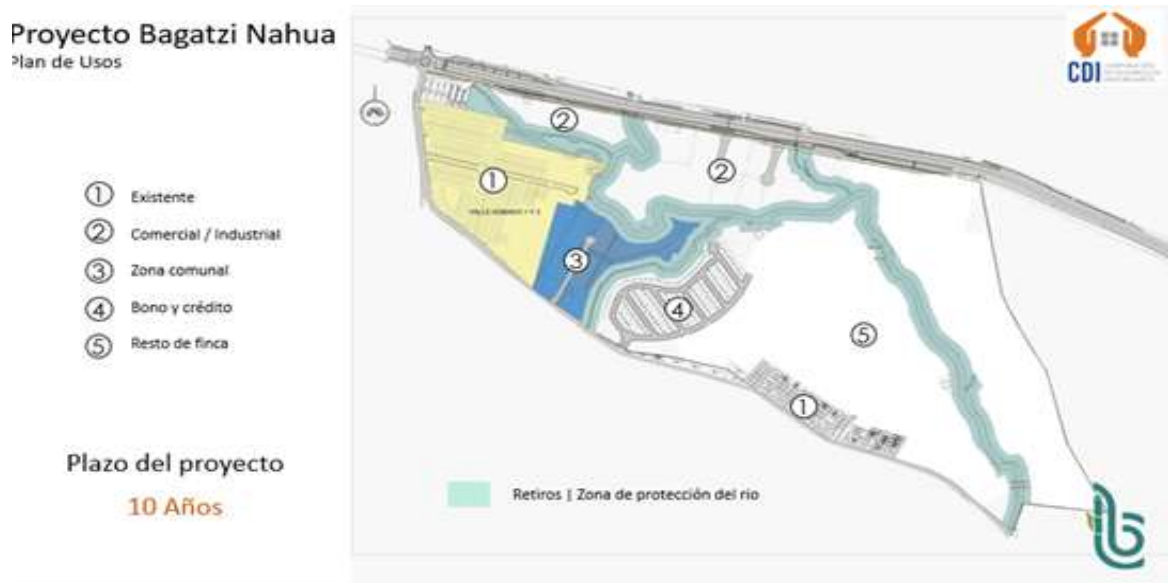 Proyecto Bagatzi Nahua
Plan de Usos
1 Existente
2 Comercial / Industrial
3 Zona comunal
4 Bono y crédito
5 Resto de finca
Plazo del proyecto
10 Años
CDI
2
2
1
3
4
5
1
Retiros | Zona de protección del rio